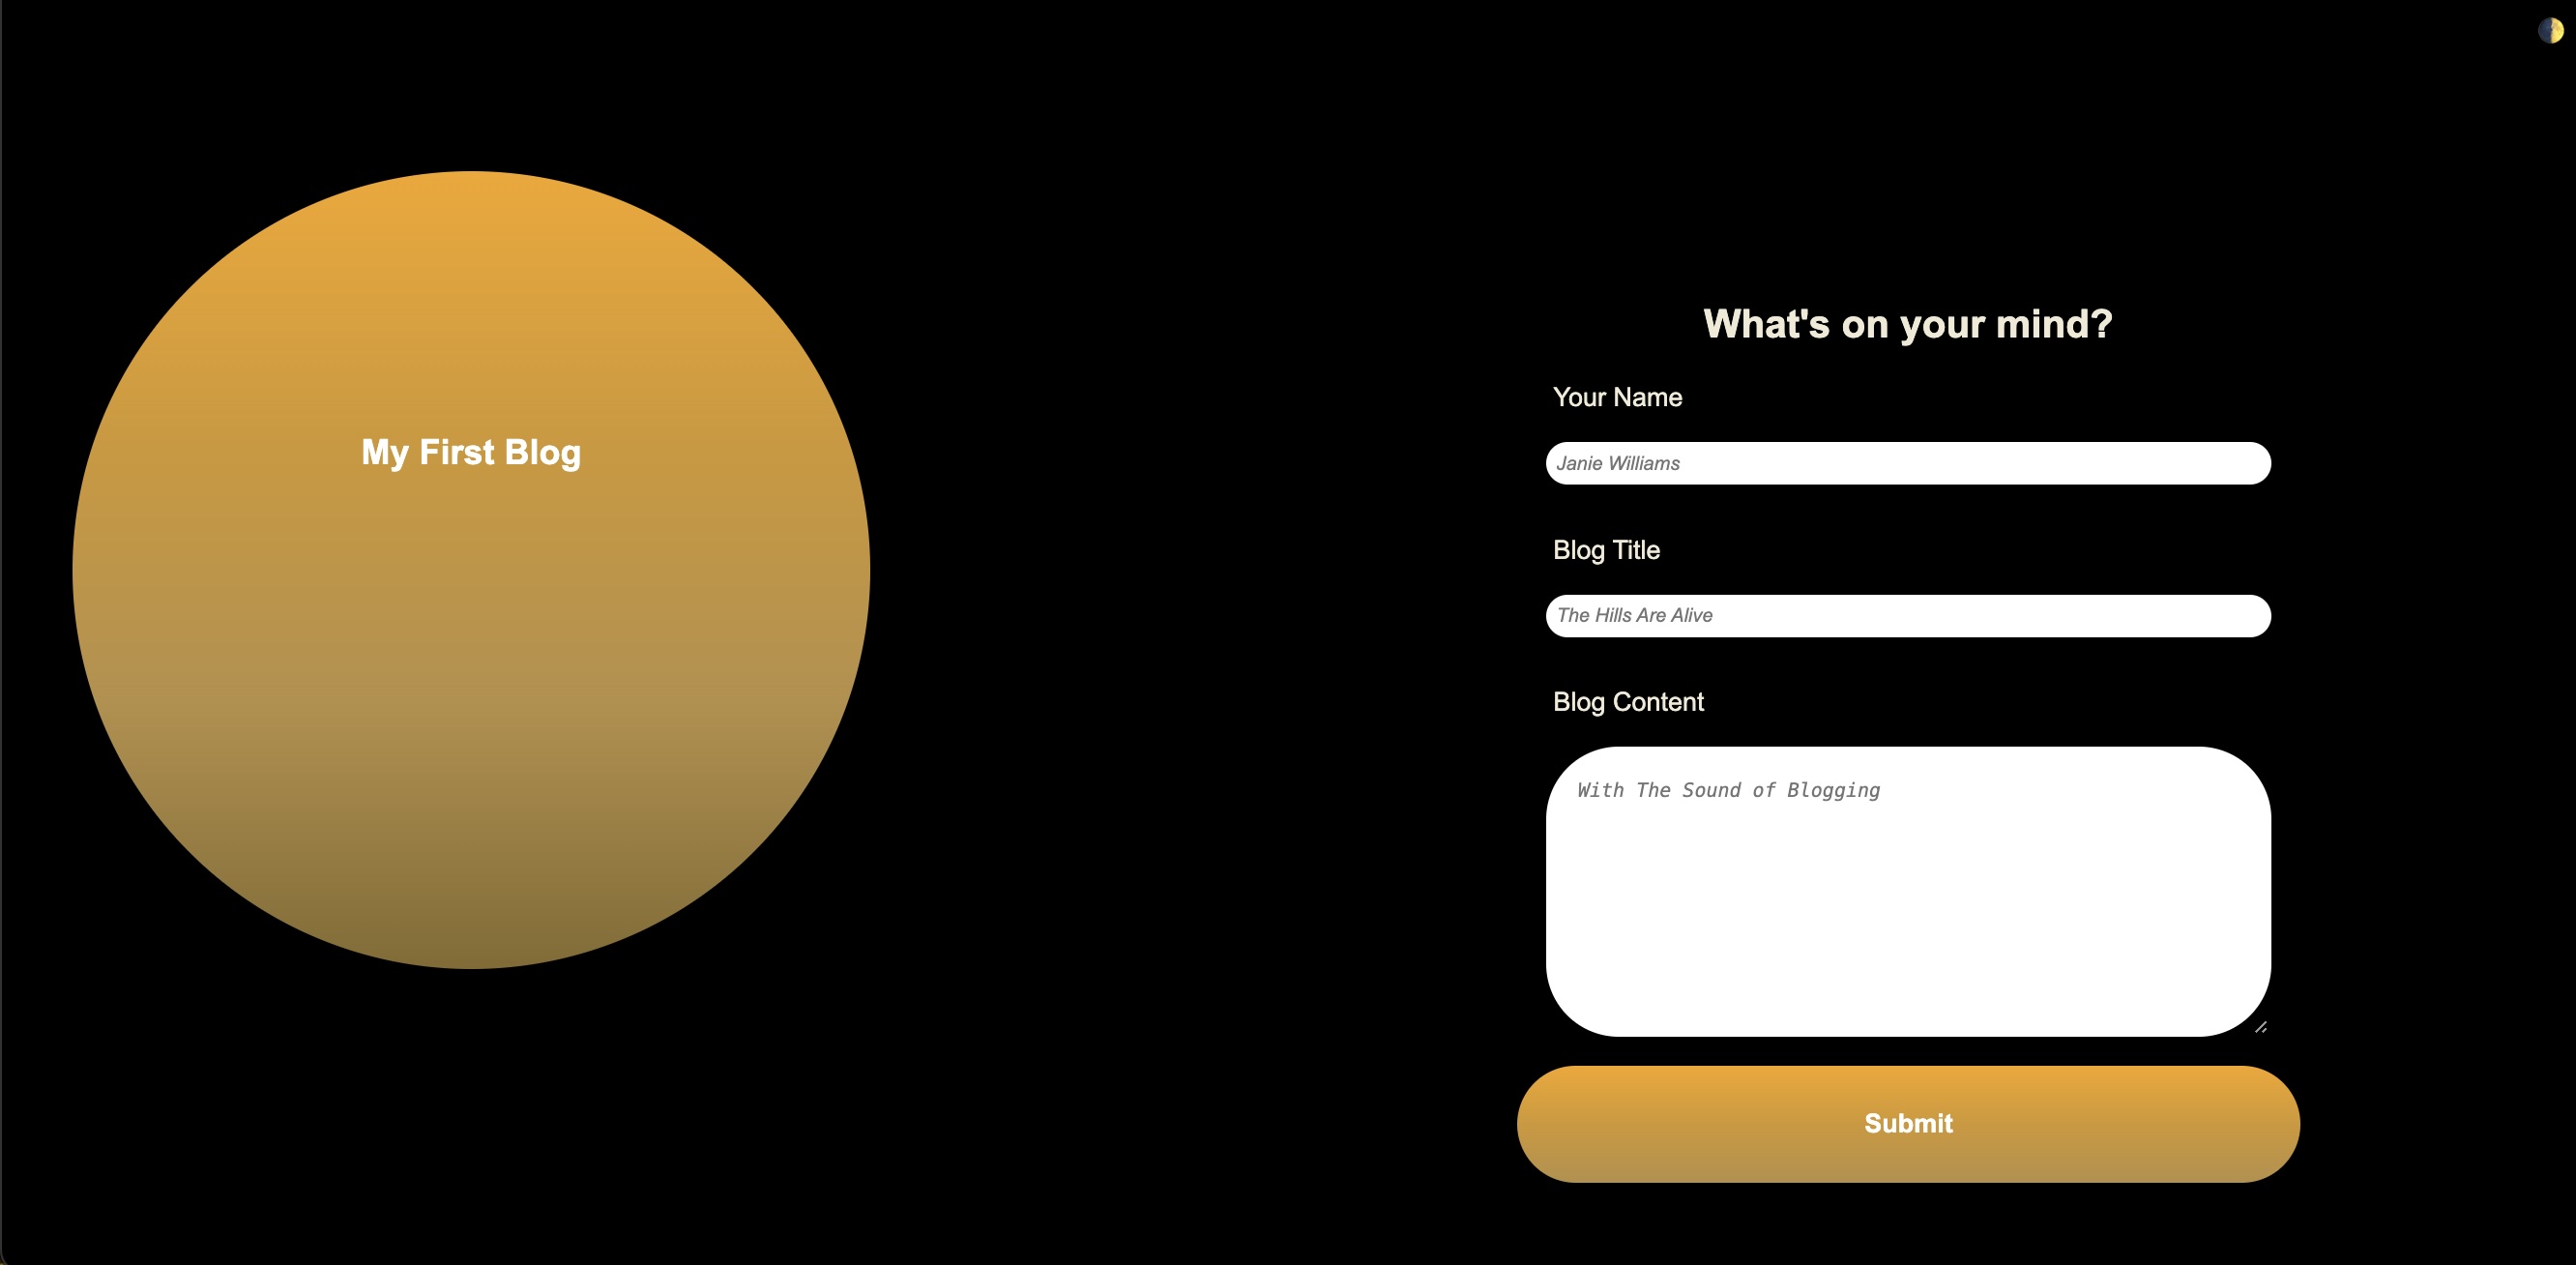 My First Blog
What's on your mind?
Your Name
Janie Williams
Blog Title
The Hills Are Alive
Blog Content
With The Sound of Blogging
Submit